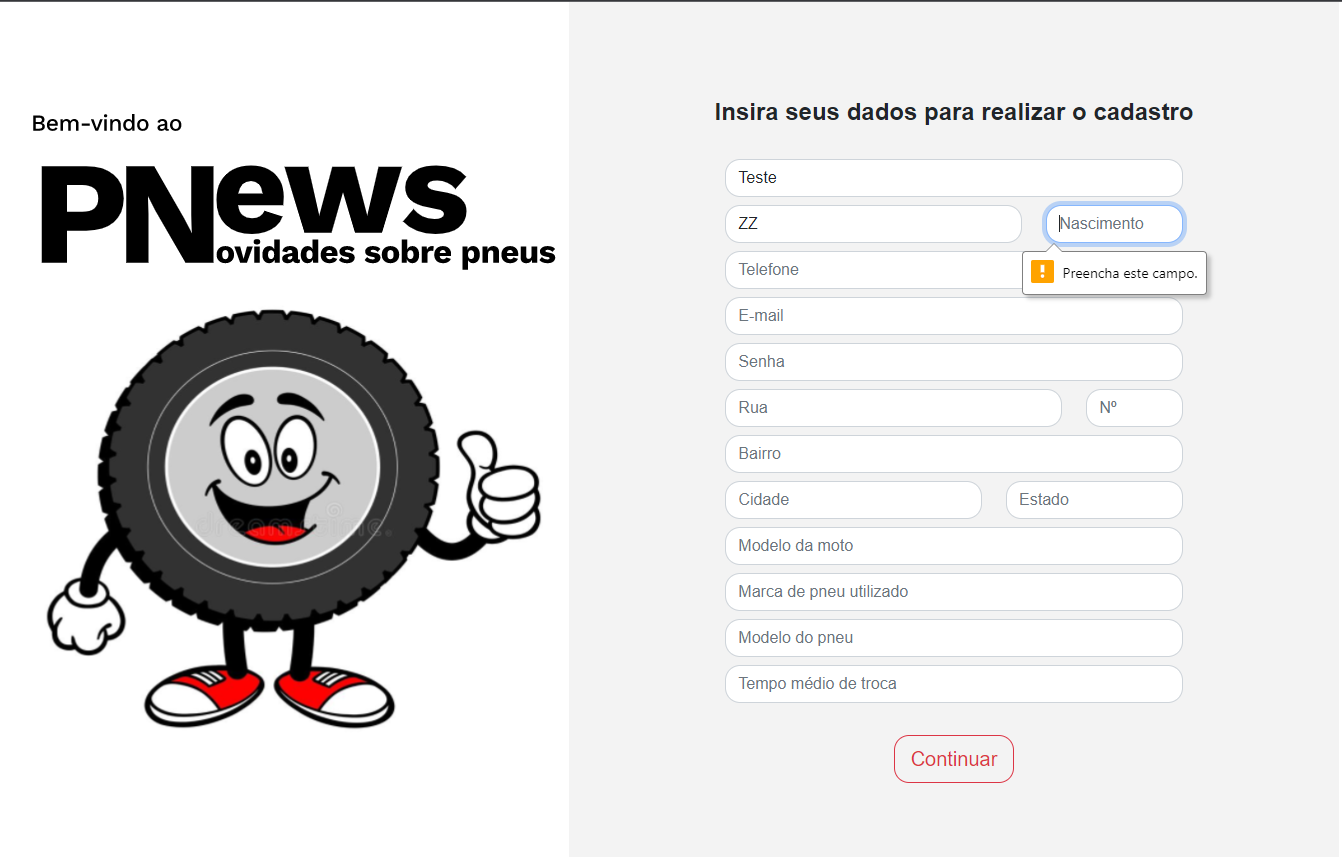 Bem-vindo ao
PNews
ovidades sobre pneus
dreamstime.
Insira seus dados para realizar o cadastro
Teste
ZZ
Nascimento
Telefone
Preencha este campo.
E-mail
Senha
Rua
Nº
Bairro
Cidade
Estado
Modelo da moto
Marca de pneu utilizado
Modelo do pneu
Tempo médio de troca
Continuar